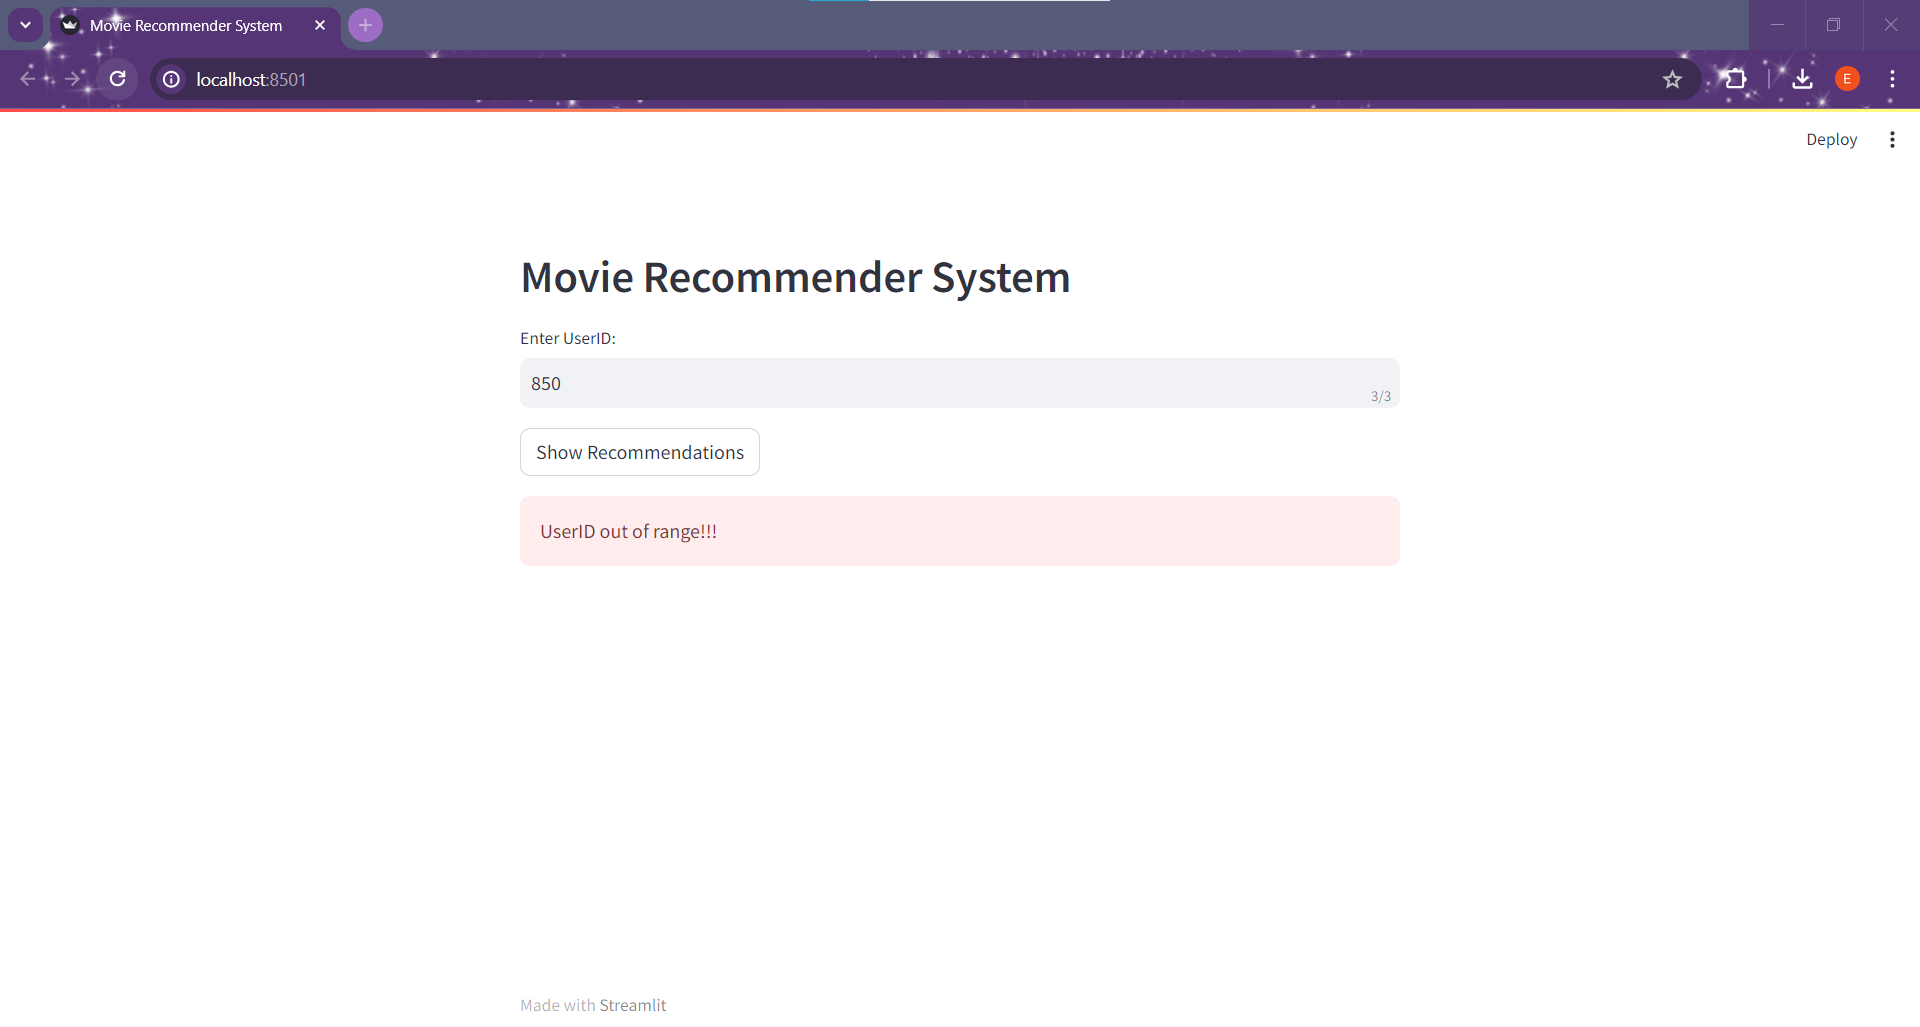 Movie Recommender System
localhost:8501
E
Deploy
Movie Recommender System
Enter UserID:
850
3/3
Show Recommendations
UserID out of range!!!
Made with Streamlit